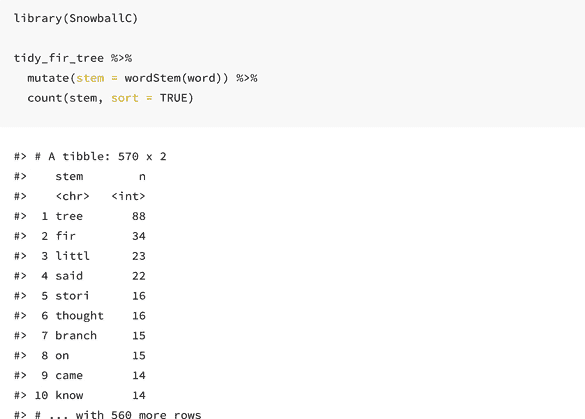 library(SnowballC)
tidy_fir_tree %>%
mutate(stem = wordStem(word)) %>%
count(stem, sort = TRUE)
#> # A tibble: 570 x 2
#> stem n
#> <chr> <int>
#> 1 tree 88
#> 2 fir 34
#> 3 littl 23
#> 4 said 22
#> 5 stori 16
#> 6 thought 16
#> 7 branch 15
#> 8 on 15
#> 9 came 14
#> 10 know 14
#> # ... with 560 more rows